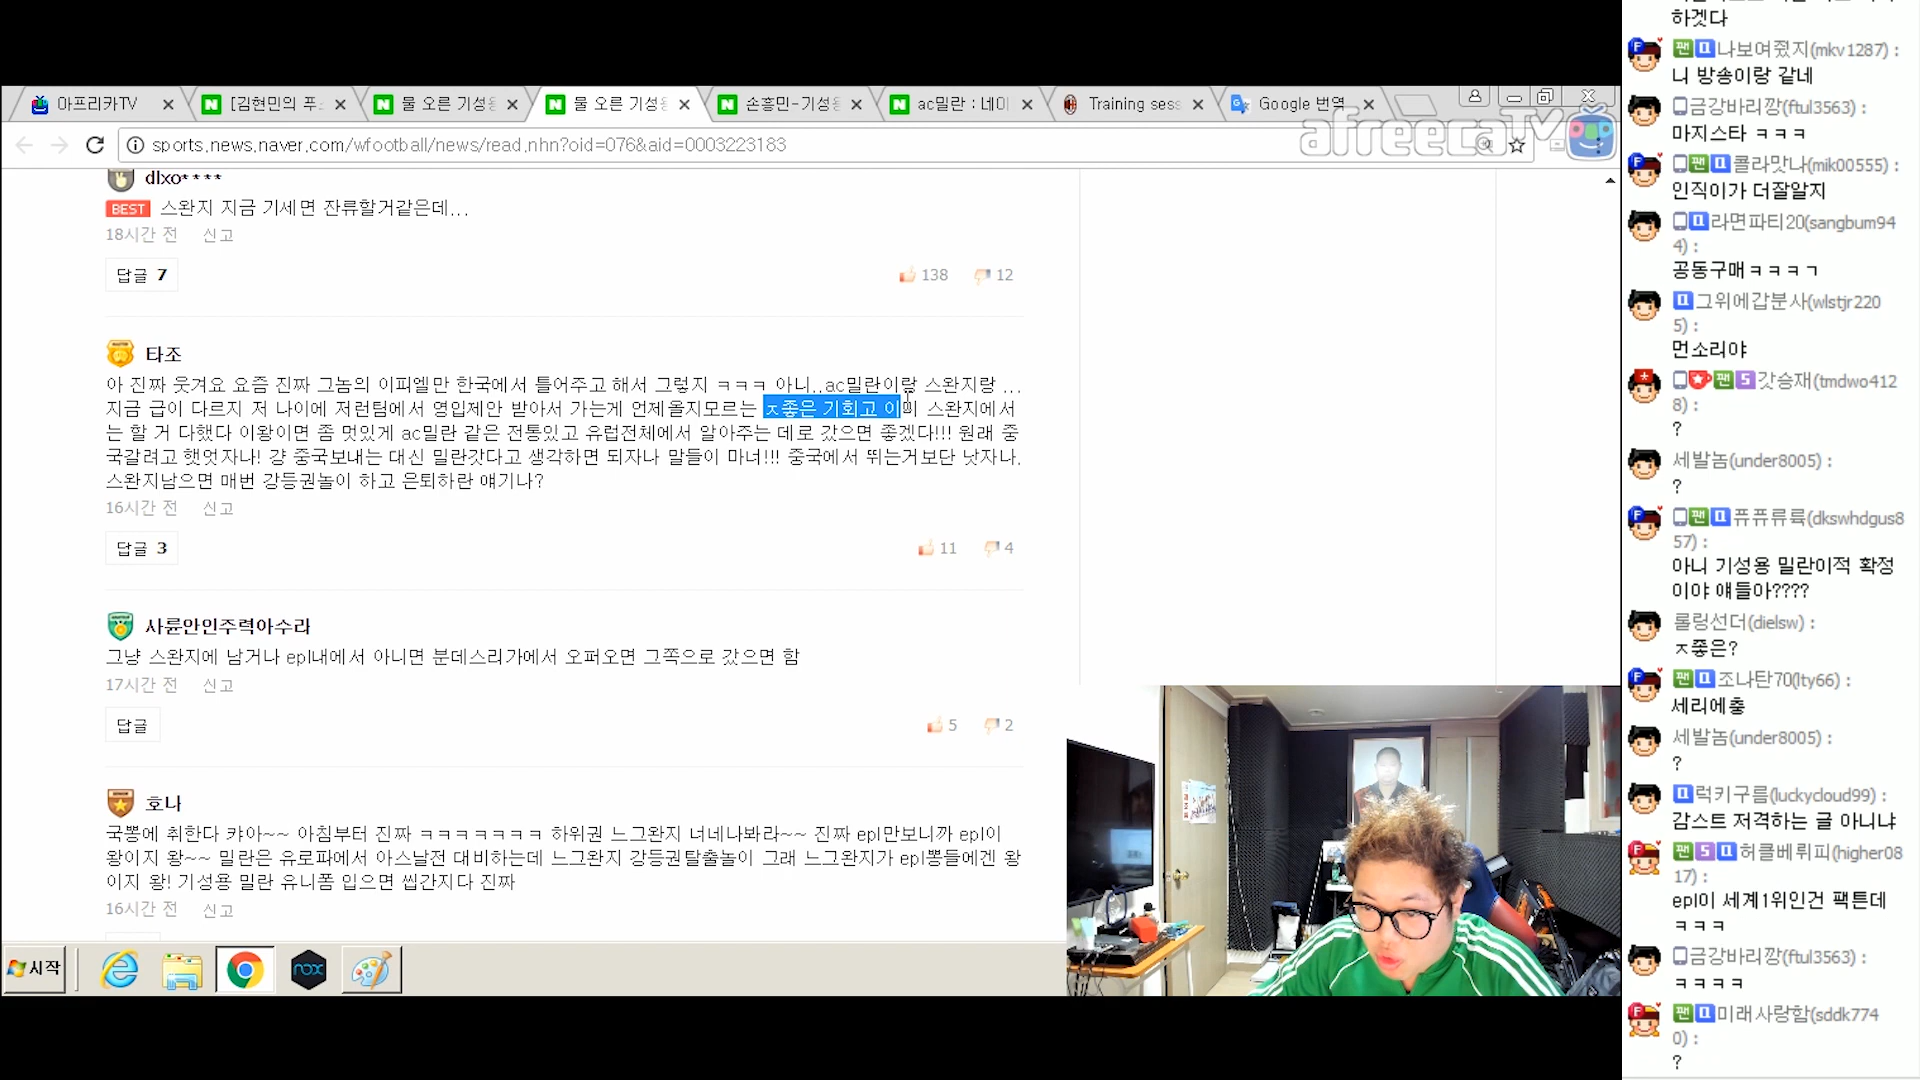 아프리카TV
[김현민의 푸
물 오른 기성용
물 오른 기성용
손흥민-기성용
ac밀란 : 네이
Training sess
Google 번역
sports.news.naver.com/wfootball/news/read.nhn?oid=076&aid=0003223183
afreecaTV
dlxo****
BEST 스완지 지금 기세면 잔류할거같은데...
18시간 전 신고
답글 7
138 12
타조
아 진짜 웃겨요 요즘 진짜 그놈의 이피엘만 한국에서 틀어주고 해서 그렇지 ㅋㅋㅋ 아니..ac밀란이랑 스완지랑 ...
지금 급이 다르지 저 나이에 저런팀에서 영입제안 받아서 가는게 언제올지모르는 ㅈ좋은 기회고 이미 스완지에서
는 할 거 다했다 이왕이면 좀 멋있게 ac밀란 같은 전통있고 유럽전체에서 알아주는 데로 갔으면 좋겠다!!! 원래 중
국갈려고 햇엇자나! 걍 중국보내는 대신 밀란갓다고 생각하면 되자나 말들이 마너!!! 중국에서 뛰는거보단 낫자나.
스완지남으면 매번 강등권놀이 하고 은퇴하란 얘기나?
16시간 전 신고
답글 3
11 4
사륜안인주력아수라
그냥 스완지에 남거나 epl내에서 아니면 분데스리가에서 오퍼오면 그쪽으로 갔으면 함
17시간 전 신고
답글
5 2
호나
국뽕에 취한다 캬아~~ 아침부터 진짜 ㅋㅋㅋㅋㅋㅋㅋ 하위권 느그완지 너네나봐라~~ 진짜 epl만보니까 epl이
왕이지 왕~~ 밀란은 유로파에서 아스날전 대비하는데 느그완지 강등권탈출놀이 그래 느그완지가 epl뽕들에겐 왕
이지 왕! 기성용 밀란 유니폼 입으면 씹간지다 진짜
16시간 전 신고
시작
nox
하겟다
팬 나보여줬지(mkv1287) :
니 방송이랑 같네
금강바리깡(ftul3563) :
마지스타 ㅋㅋㅋ
팬 콜라맛나(mik00555) :
인직이가 더잘알지
라면파티20(sangbum94
4) :
공동구매ㅋㅋㅋㄱ
그위에갑분사(wlstjr220
5) :
먼소리야
팬 S 갓승재(tmdwo412
8) :
?
세발놈(under8005) :
?
팬 퓨퓨류륙(dkswhdgus8
57) :
아니 기성용 밀란이적 확정
이야 얘들아????
롤링선더(dielsw) :
ㅈ좋은?
팬 조나탄70(lty66) :
세리에충
세발놈(under8005) :
?
럭키구름(luckycloud99) :
감스트 저격하는 글 아니냐
팬 S 허클베뤼피(higher08
17) :
epl이 세계1위인건 팩튼데
ㅋㅋㅋ
금강바리깡(ftul3563) :
ㅋㅋㅋㅋ
팬 미래사랑함(sddk774
0) :
?